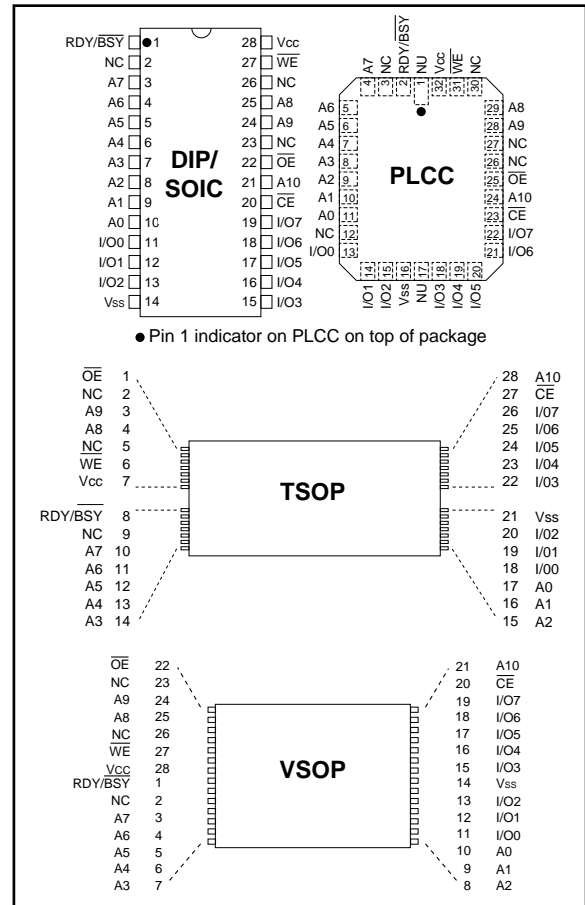 RDY/BSY 1 28 Vcc
NC 2 27 WE
A7 3 26 NC
A6 4 25 A8
A5 5 24 A9
A4 6 23 NC
A3 7 22 OE
A2 8 21 A10
A1 9 20 CE
A0 10 19 I/O7
I/O0 11 18 I/O6
I/O1 12 17 I/O5
I/O2 13 16 I/O4
Vss 14 15 I/O3
DIP/
SOIC
A7 NC RDY/BSY NU Vcc WE NC
4 3 2 1 32 31 30
A6 5 29 A8
A5 6 28 A9
A4 7 27 NC
A3 8 26 NC
A2 9 25 OE
A1 10 24 A10
A0 11 23 CE
NC 12 22 I/O7
I/O0 13 21 I/O6
PLCC
14 15 16 17 18 19 20
I/O1 I/O2 Vss NU I/O3 I/O4 I/O5
● Pin 1 indicator on PLCC on top of package
OE 1 28 A10
NC 2 27 CE
A9 3 26 I/07
A8 4 25 I/06
NC 5 24 I/05
WE 6 23 I/04
Vcc 7 22 I/03
TSOP
RDY/BSY 8 21 Vss
NC 9 20 I/02
A7 10 19 I/01
A6 11 18 I/00
A5 12 17 A0
A4 13 16 A1
A3 14 15 A2
OE 22 21 A10
NC 23 20 CE
A9 24 19 I/O7
A8 25 18 I/O6
NC 26 17 I/O5
WE 27 16 I/O4
Vcc 28 15 I/O3
RDY/BSY 1 14 Vss
NC 2 13 I/O2
A7 3 12 I/O1
A6 4 11 I/O0
A5 5 10 A0
A4 6 9 A1
A3 7 8 A2
VSOP